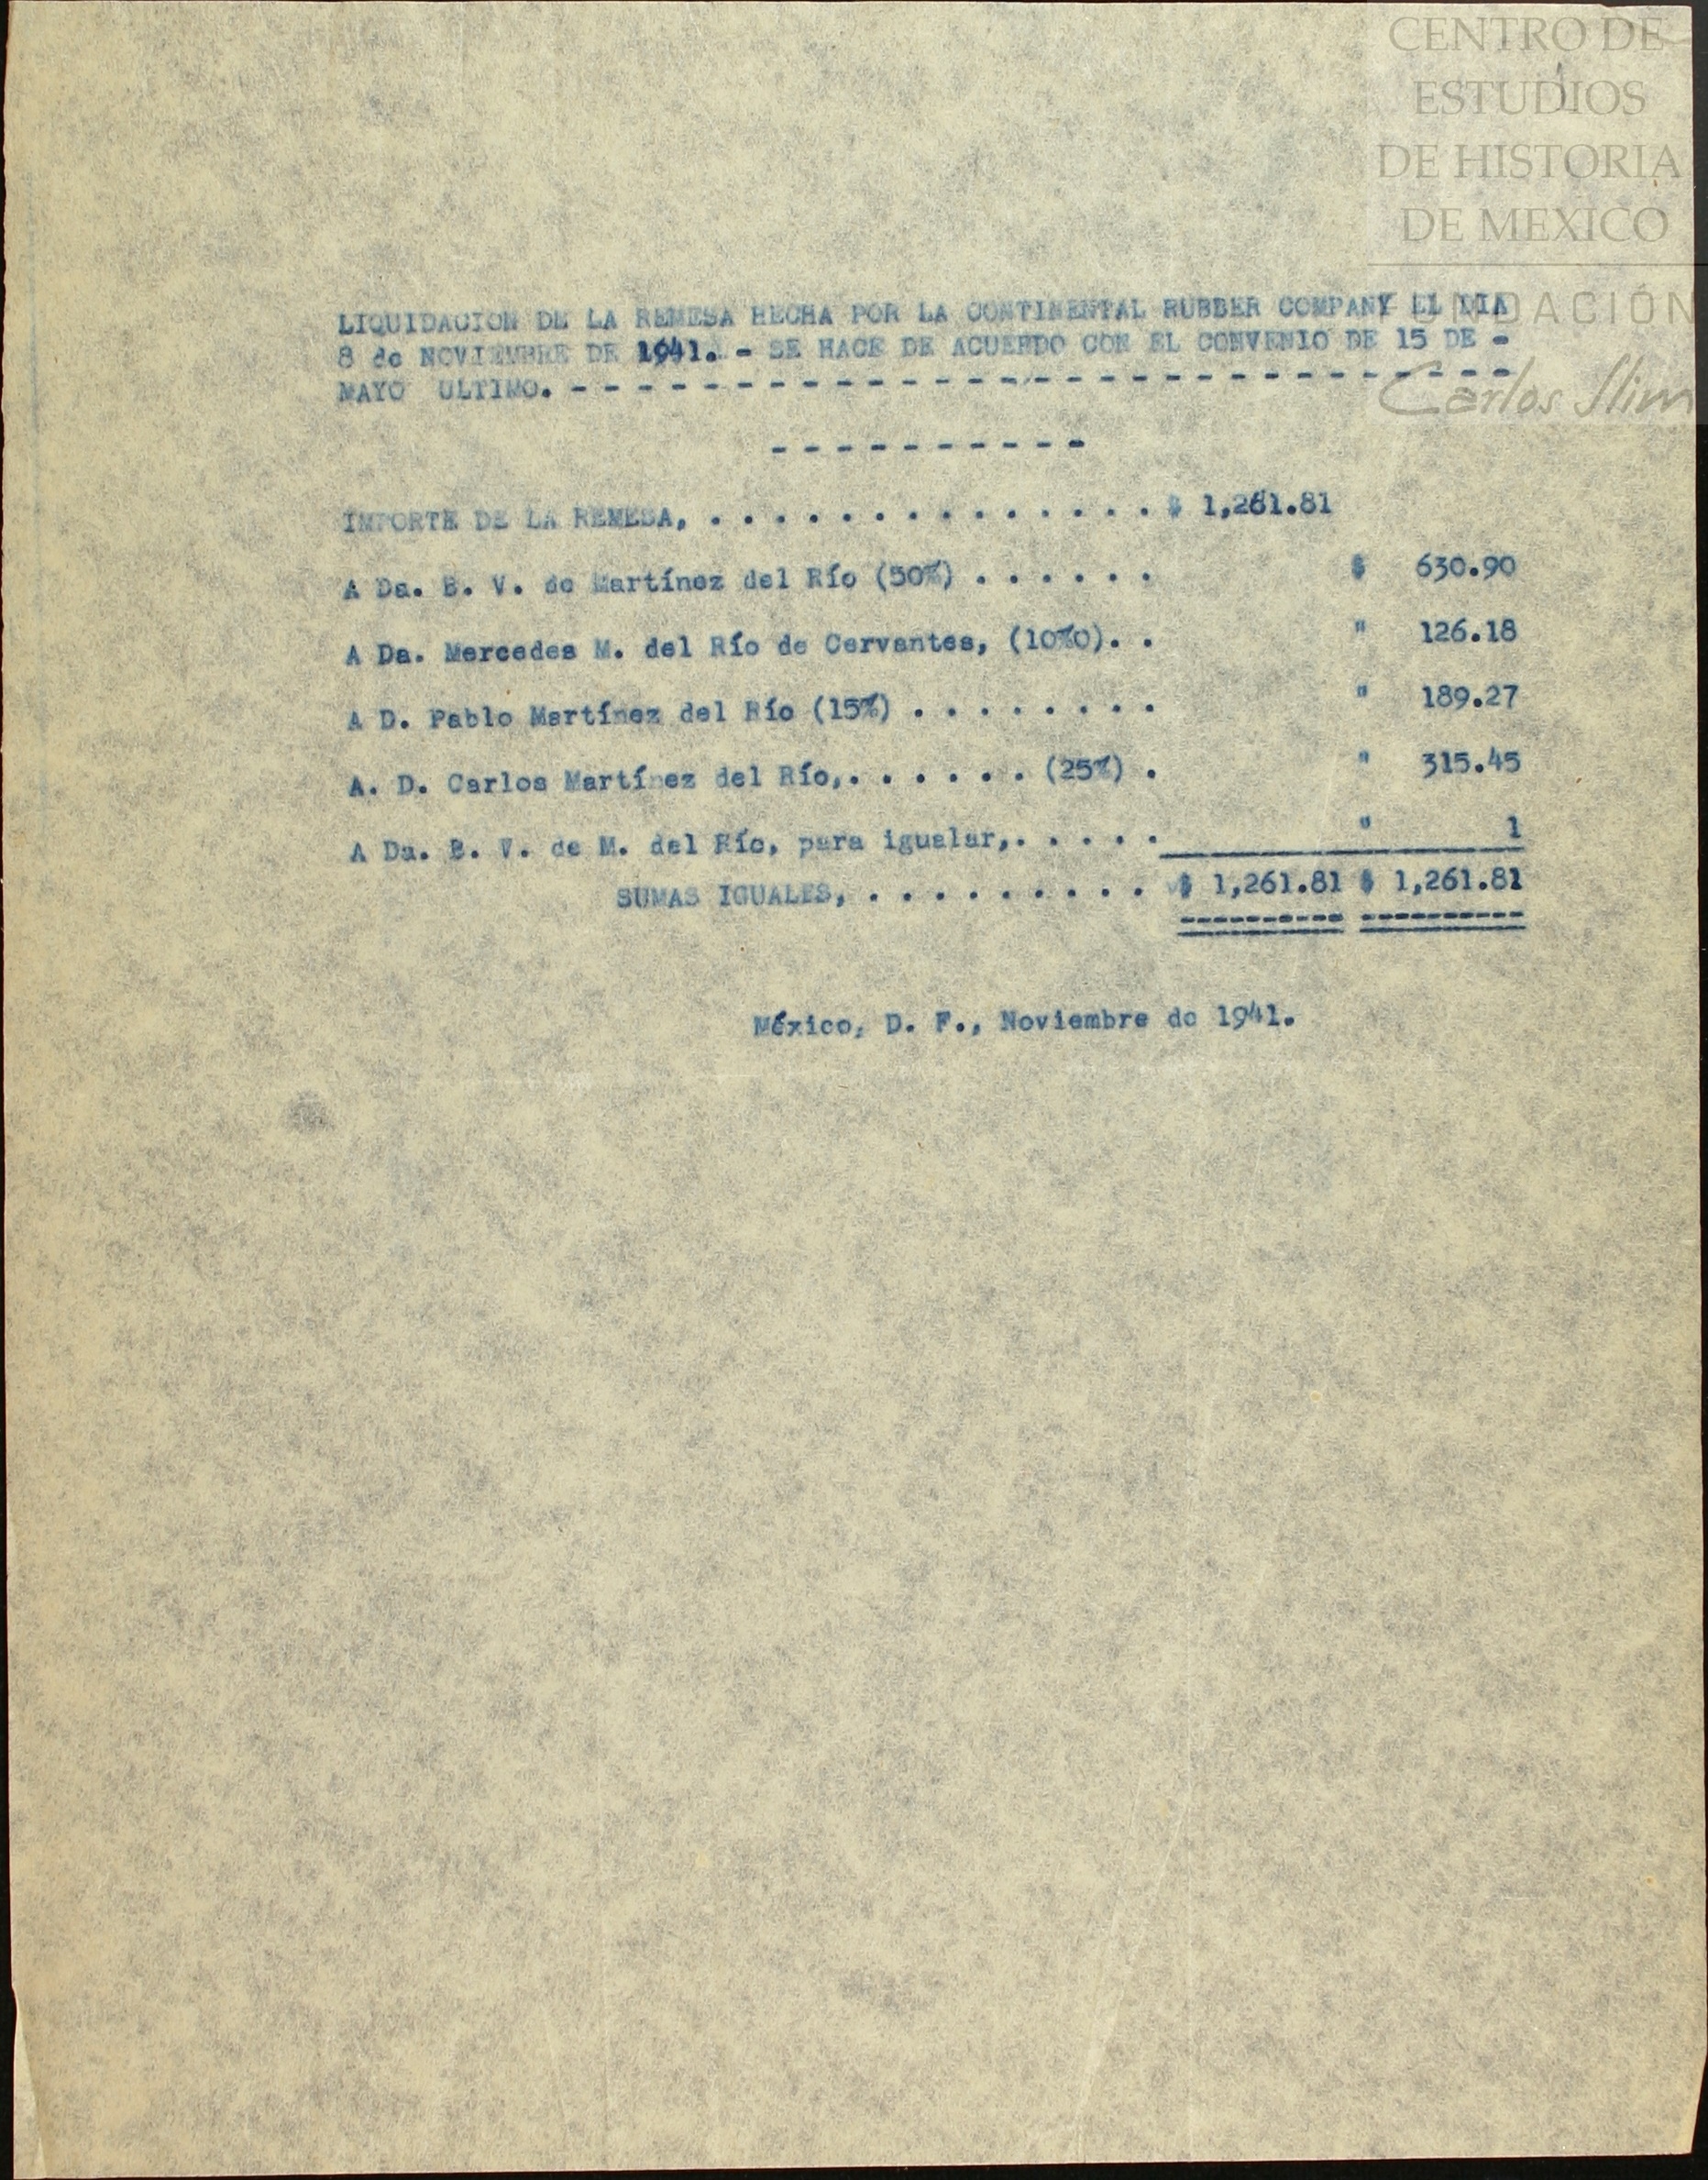 CENTRO DE
ESTUDIOS
DE HISTORIA
DE MEXICO
FUNDACIÓN
Carlos Slim
LIQUIDACION DE LA REMESA HECHA POR LA CONTINENTAL RUBBER COMPANY EL DIA
8 de NOVIEMBRE DE 1941. - SE HACE DE ACUERDO CON EL CONVENIO DE 15 DE -
MAYO ULTIMO. - - - - - - - - - - - - - - - - - - - - - - - - - - - - -
- - - - - - - - - -
IMPORTE DE LA REMESA, . . . . . . . . . . . . . . $ 1,261.81
A Da. B. V. de Martínez del Río (50%) . . . . . . $ 630.90
A Da. Mercedes M. del Río de Cervantes, (10%0). . " 126.18
A D. Pablo Martínez del Río (15%) . . . . . . . . " 189.27
A. D. Carlos Martínez del Río,. . . . . . (25%) . " 315.45
A Da. B. V. de M. del Río, para igualar,. . . . . " 1
SUMAS IGUALES, . . . . . . . . . $ 1,261.81 $ 1,261.81
México, D. F., Noviembre de 1941.